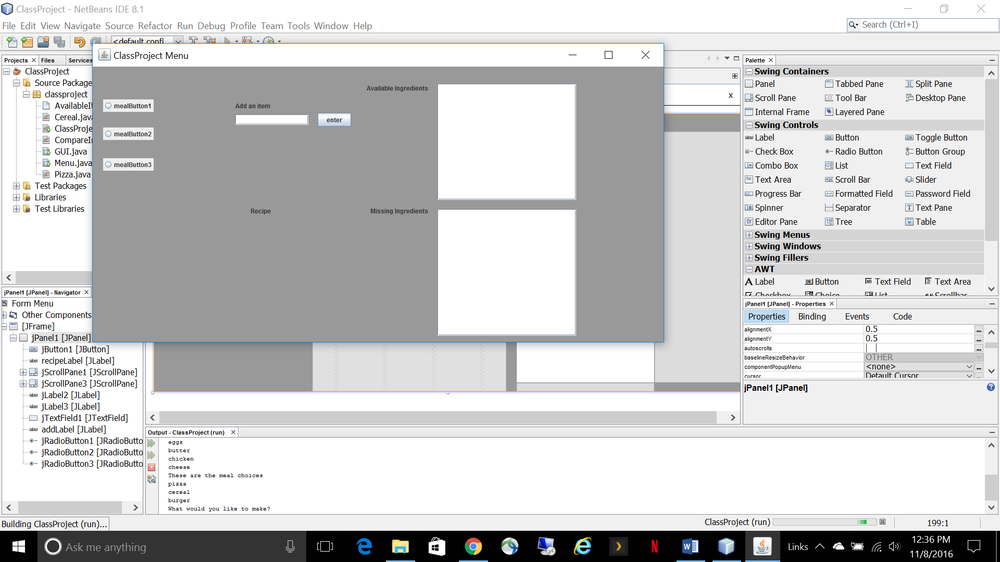 ClassProject - NetBeans IDE 8.1
File Edit View Navigate Source Refactor Run Debug Profile Team Tools Window Help
Search (Ctrl+I)
<default confi
Projects Files Services
ClassProject
Source Package
classproject
AvailableIt
Cereal.java
ClassProje
CompareIn
GUI.java
Menu.java
Pizza.java
Test Packages
Libraries
Test Libraries
ClassProject Menu
mealButton1
mealButton2
mealButton3
Add an item
enter
Available Ingredients
Recipe
Missing Ingredients
x
Palette
Swing Containers
Panel Tabbed Pane Split Pane
Scroll Pane Tool Bar Desktop Pane
Internal Frame Layered Pane
Swing Controls
label Label OK Button ON Toggle Button
Check Box Radio Button Button Group
Combo Box List Text Field
Text Area Scroll Bar Slider
Progress Bar Formatted Field Password Field
Spinner Separator Text Pane
Editor Pane Tree Table
Swing Menus
Swing Windows
Swing Fillers
AWT
Label Button Text Field Text Area
Checkbox Choice List Scrollbar
jPanel1 [JPanel] - Navigator
Form Menu
Other Components
[JFrame]
jPanel1 [JPanel]
jButton1 [JButton]
recipeLabel [JLabel]
jScrollPane1 [JScrollPane]
jScrollPane3 [JScrollPane]
jLabel2 [JLabel]
jLabel3 [JLabel]
jTextField1 [JTextField]
addLabel [JLabel]
jRadioButton1 [JRadioButto
jRadioButton2 [JRadioButto
jRadioButton3 [JRadioButto
jPanel1 [JPanel] - Properties
Properties Binding Events Code
alignmentX 0.5 ...
alignmentY 0.5 ...
autoscrolls ...
baselineResizeBehavior OTHER
componentPopupMenu <none> ...
cursor Default Cursor
jPanel1 [JPanel]
Output - ClassProject (run)
eggs
butter
chicken
cheese
These are the meal choices
pizza
cereal
burger
What would you like to make?
Building ClassProject (run)...
ClassProject (run)
199:1
Ask me anything
Links
12:36 PM
11/8/2016